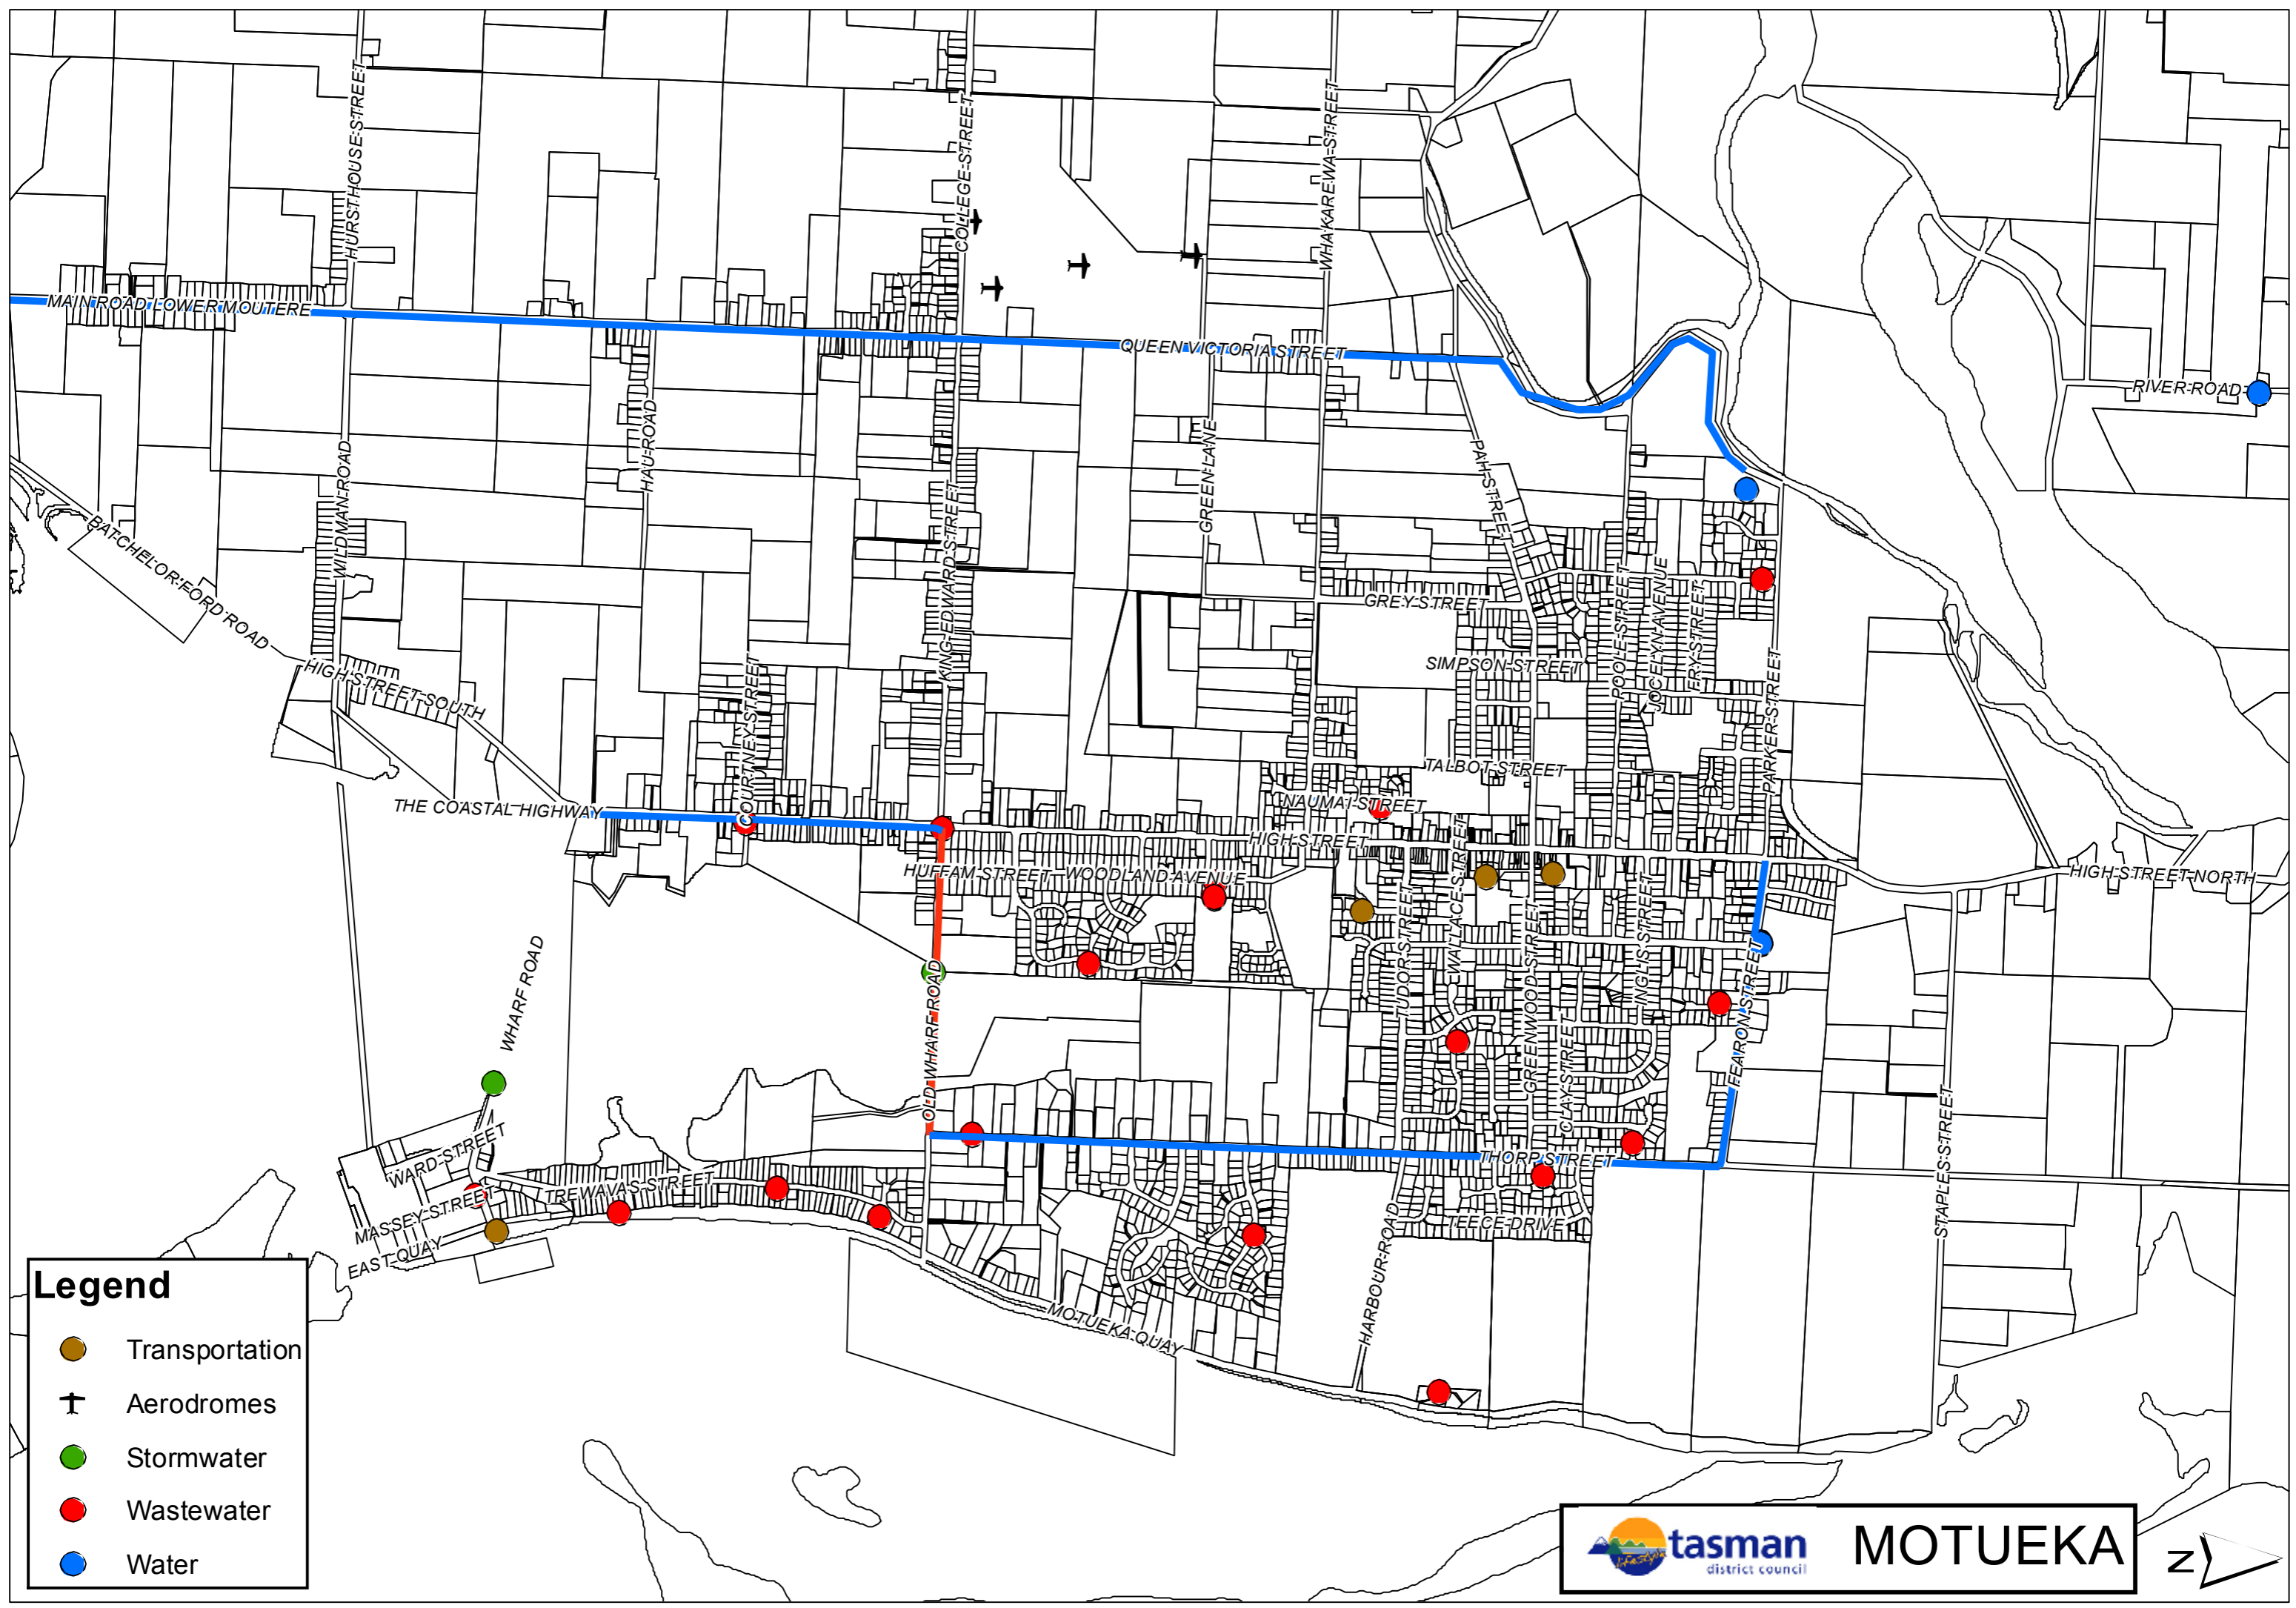 HURSTHOUSE STREET
COLLEGE STREET
WHAKAREWA STREET
MAIN ROAD LOWER MOUTERE
QUEEN VICTORIA STREET
RIVER ROAD
WILDMAN ROAD
HAU ROAD
KING EDWARD STREET
GREEN LANE
PAH STREET
BATCHELOR FORD ROAD
GREY STREET
POOLE STREET
JOCELYN AVENUE
FRY STREET
SIMPSON STREET
HIGH STREET SOUTH
COURTNEY STREET
PARKER STREET
TALBOT STREET
THE COASTAL HIGHWAY
NAUMAI STREET
HIGH STREET
HUFFAM STREET
WOODLAND AVENUE
HIGH STREET NORTH
WHARF ROAD
TUDOR STREET
WALLACE STREET
GREENWOOD STREET
INGLIS STREET
OLD WHARF ROAD
CLAY STREET
FEARON STREET
STAPLES STREET
WARD STREET
THORP STREET
MASSEY STREET
TREWAVAS STREET
TEECE DRIVE
EAST QUAY
HARBOUR ROAD
MOTUEKA QUAY
Legend
Transportation
Aerodromes
Stormwater
Wastewater
Water
tasman
district council
MOTUEKA
N